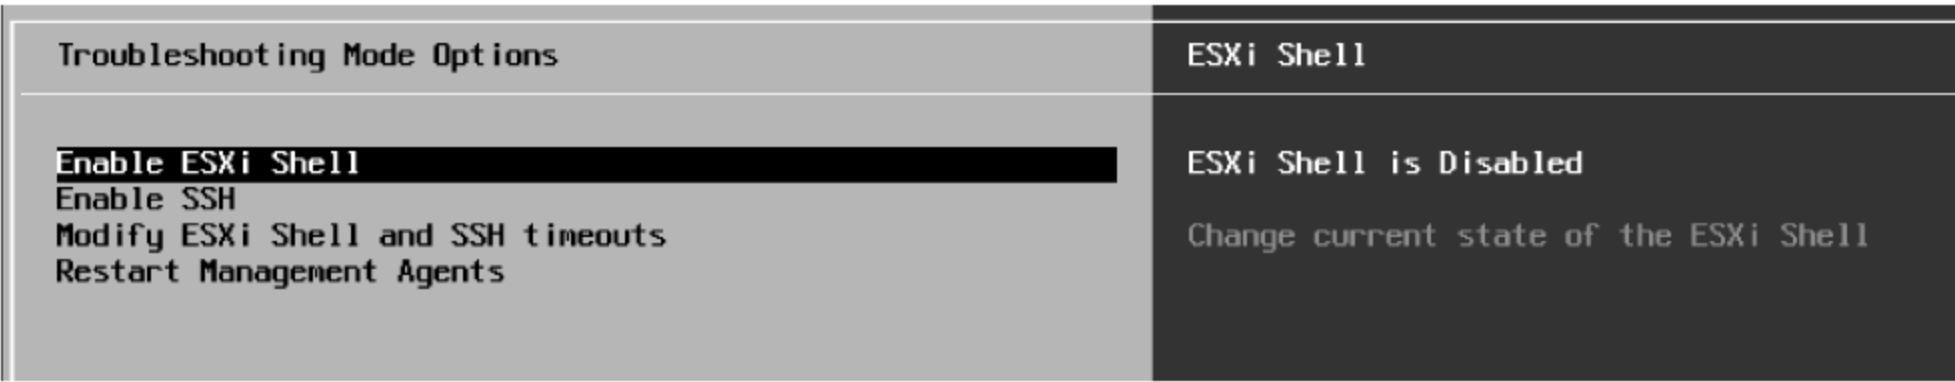 Troubleshooting Mode Options
ESXi Shell
Enable ESXi Shell
Enable SSH
Modify ESXi Shell and SSH timeouts
Restart Management Agents
ESXi Shell is Disabled
Change current state of the ESXi Shell